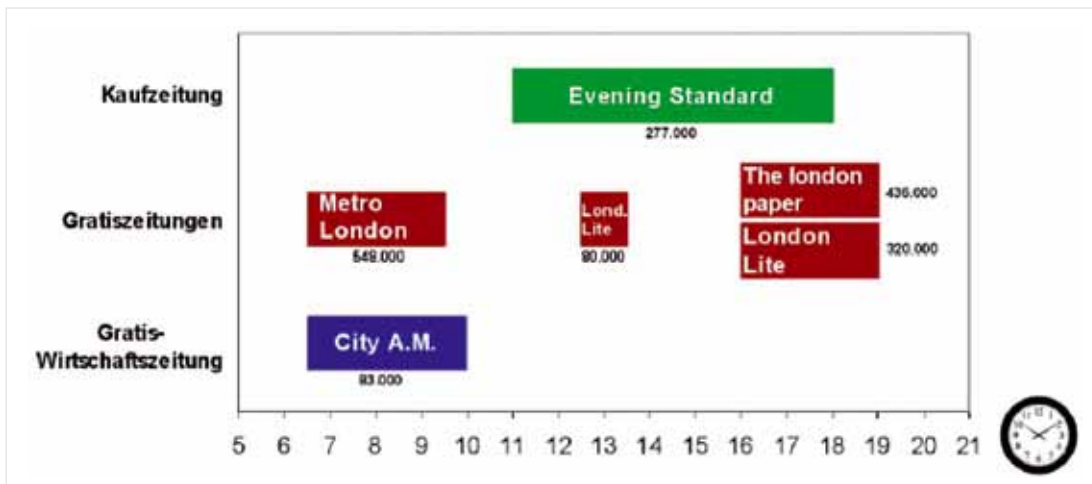 Kaufzeitung
Evening Standard
277.000
Gratiszeitungen
Metro
London
549.000
Lond.
Lite
80.000
The london
paper
436.000
London
Lite
320.000
Gratis-
Wirtschaftszeitung
City A.M.
93.000
5 6 7 8 9 10 11 12 13 14 15 16 17 18 19 20 21